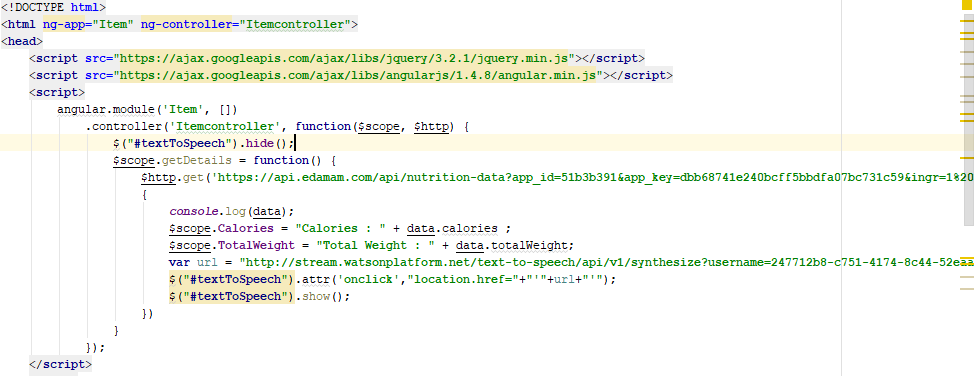 <!DOCTYPE html>
<html ng-app="Item" ng-controller="Itemcontroller">
<head>
    <script src="https://ajax.googleapis.com/ajax/libs/jquery/3.2.1/jquery.min.js"></script>
    <script src="https://ajax.googleapis.com/ajax/libs/angularjs/1.4.8/angular.min.js"></script>
    <script>
        angular.module('Item', [])
            .controller('Itemcontroller', function($scope, $http) {
                $("#textToSpeech").hide();
                $scope.getDetails = function() {
                    $http.get('https://api.edamam.com/api/nutrition-data?app_id=51b3b391&app_key=dbb68741e240bcff5bbdfa07bc731c59&ingr=1%20
                    {
                        console.log(data);
                        $scope.Calories = "Calories : " + data.calories ;
                        $scope.TotalWeight = "Total Weight : " + data.totalWeight;
                        var url = "http://stream.watsonplatform.net/text-to-speech/api/v1/synthesize?username=247712b8-c751-4174-8c44-52eaa
                        $("#textToSpeech").attr('onclick',"location.href="+"'"+url+"'");
                        $("#textToSpeech").show();
                    })
                }
            });
    </script>